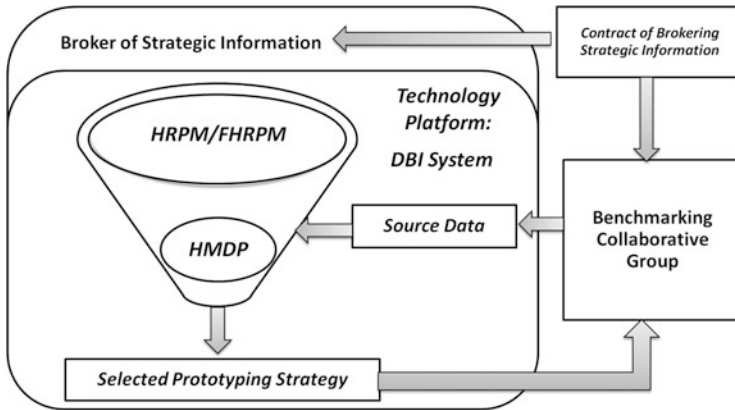 Broker of Strategic Information
Contract of Brokering
Strategic Information
Technology
Platform:
DBI System
HRPM/FHRPM
HMDP
Source Data
Benchmarking
Collaborative
Group
Selected Prototyping Strategy